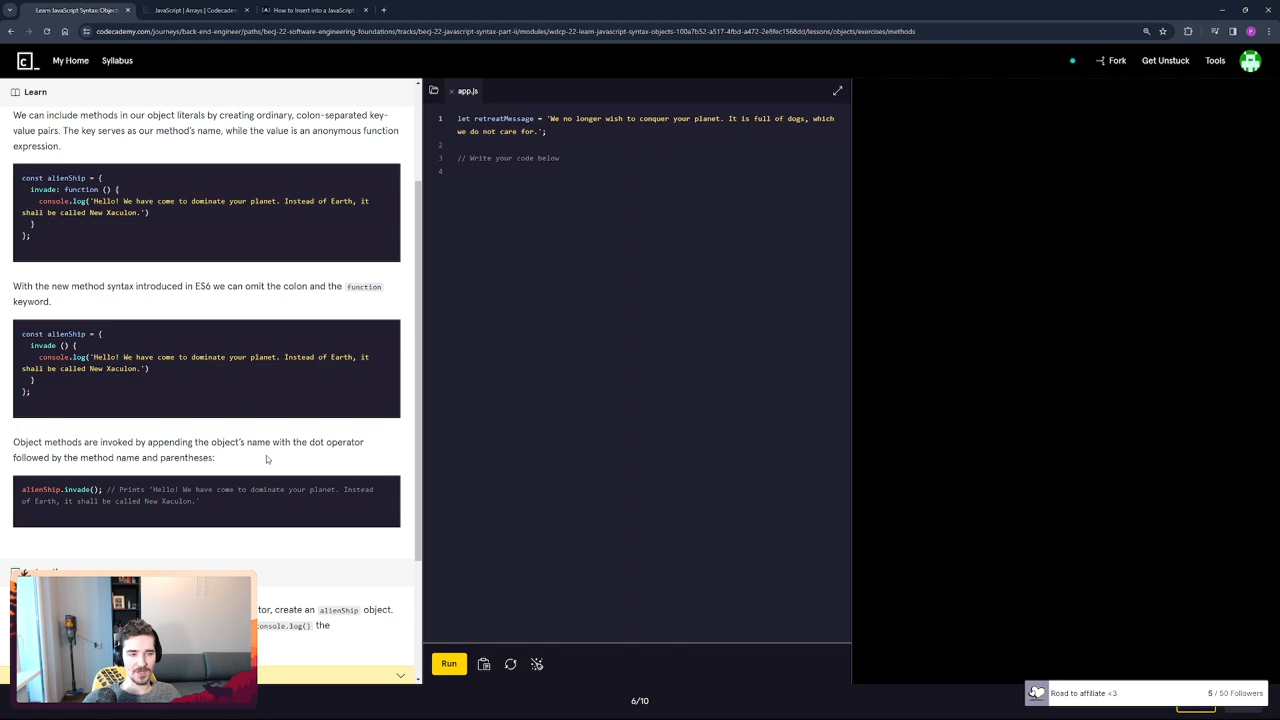 Learn JavaScript Syntax: Object
JavaScript | Arrays | Codecadem
How to Insert into a JavaScript
codecademy.com/journeys/back-end-engineer/paths/becj-22-software-engineering-foundations/tracks/becj-22-javascript-syntax-part-ii/modules/wdcp-22-learn-javascript-syntax-objects-100a7b52-a517-4fbd-a472-2e8fec1568dd/lessons/objects/exercises/methods
c_
My Home
Syllabus
Fork
Get Unstuck
Tools
Learn
We can include methods in our object literals by creating ordinary, colon-separated key-
value pairs. The key serves as our method's name, while the value is an anonymous function
expression.
const alienShip = {
invade: function () {
console.log('Hello! We have come to dominate your planet. Instead of Earth, it
shall be called New Xaculon.')
}
};
With the new method syntax introduced in ES6 we can omit the colon and the function
keyword.
const alienShip = {
invade () {
console.log('Hello! We have come to dominate your planet. Instead of Earth, it
shall be called New Xaculon.')
}
};
Object methods are invoked by appending the object's name with the dot operator
followed by the method name and parentheses:
alienShip.invade(); // Prints 'Hello! We have come to dominate your planet. Instead
of Earth, it shall be called New Xaculon.'
create an alienShip object.
console.log() the
app.js
1 let retreatMessage = 'We no longer wish to conquer your planet. It is full of dogs, which
we do not care for.';
2
3 // Write your code below
4
Run
6/10
Road to affiliate <3
5 / 50 Followers